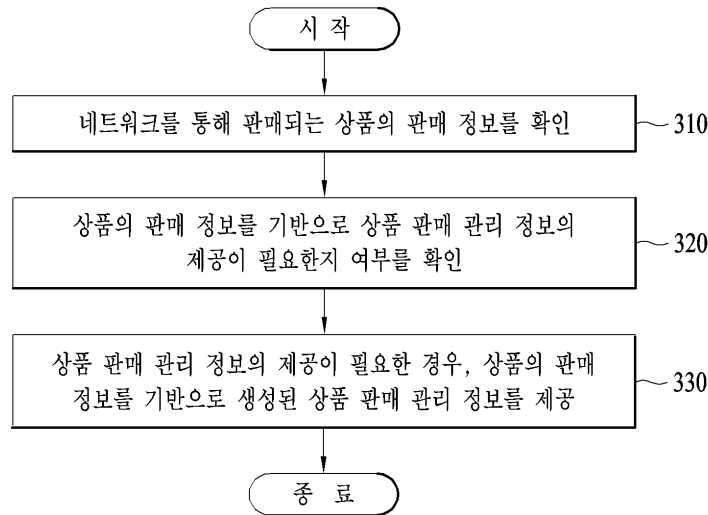 시 작
네트워크를 통해 판매되는 상품의 판매 정보를 확인
310
상품의 판매 정보를 기반으로 상품 판매 관리 정보의
제공이 필요한지 여부를 확인
320
상품 판매 관리 정보의 제공이 필요한 경우, 상품의 판매
정보를 기반으로 생성된 상품 판매 관리 정보를 제공
330
종 료